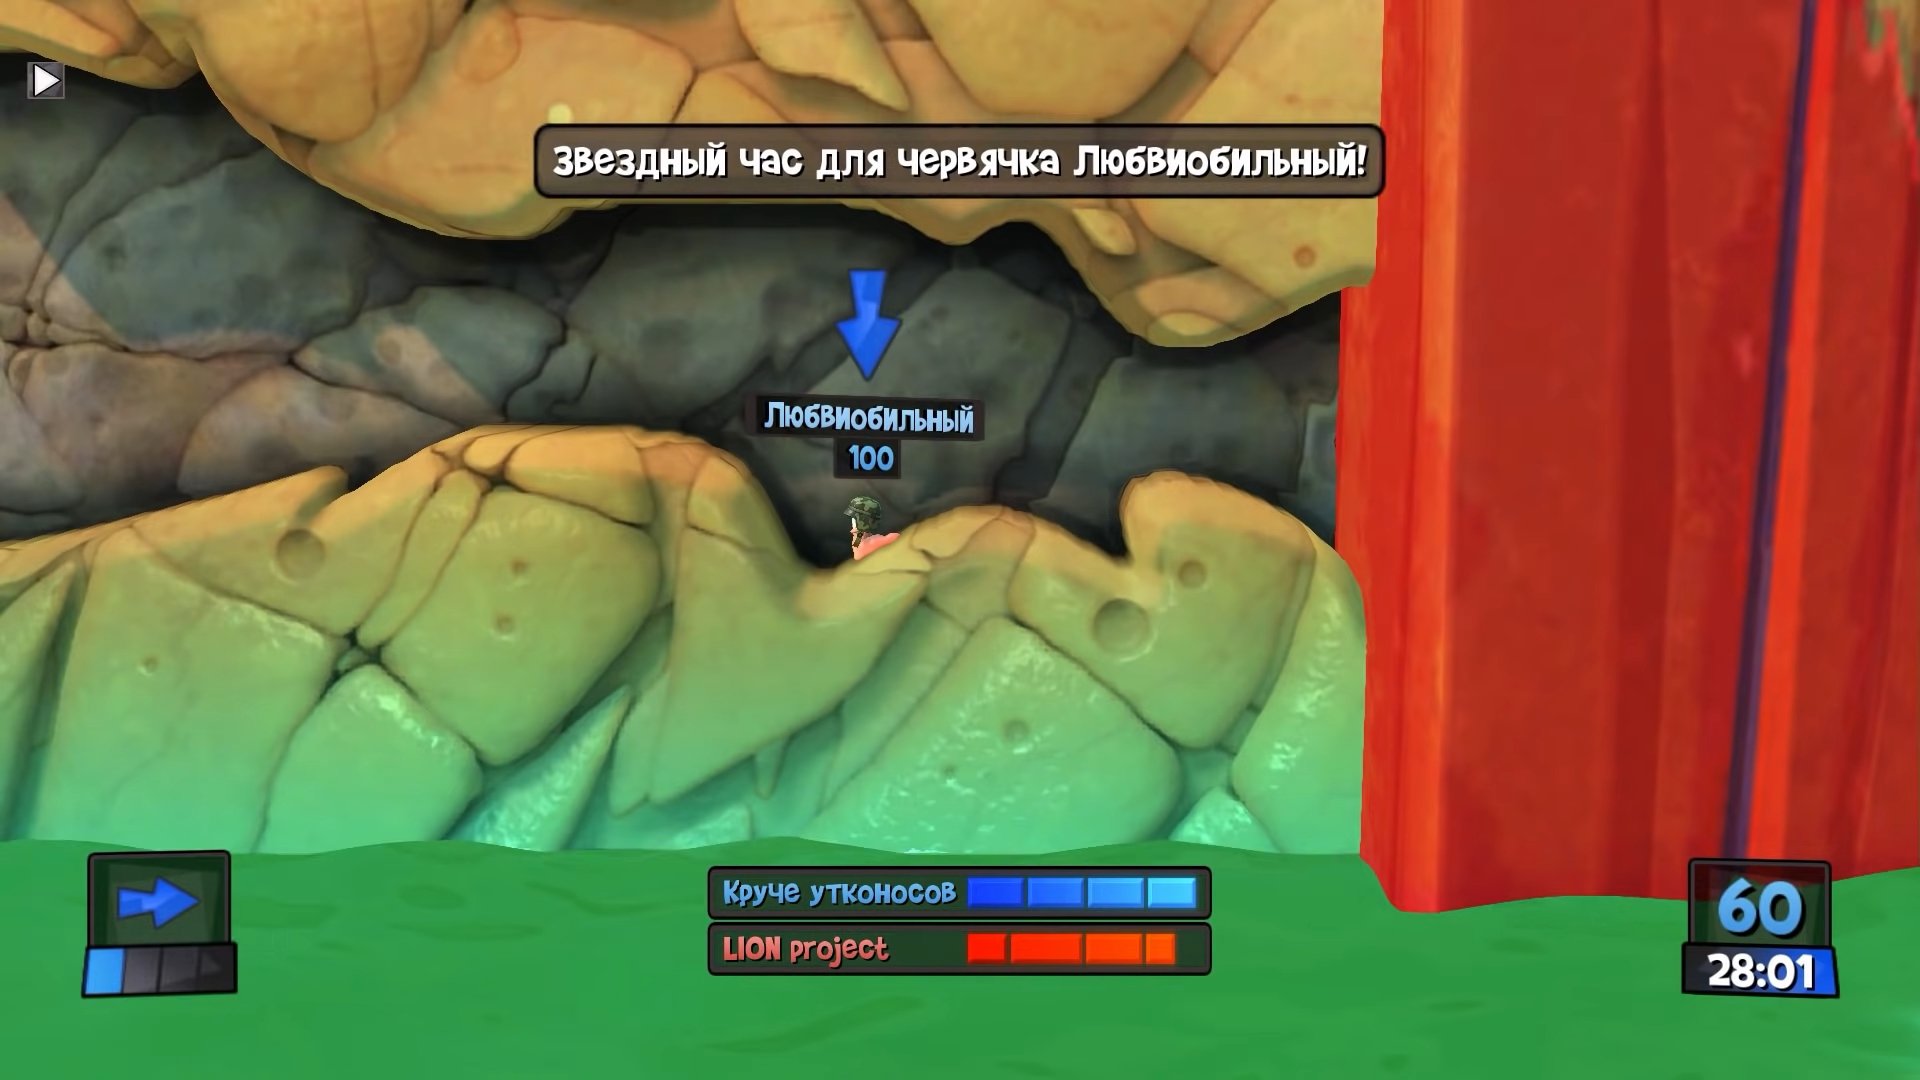 Звездный час для червячка Любвиобильный!
Любвиобильный
100
Круче утконосов
LION project
60
28:01